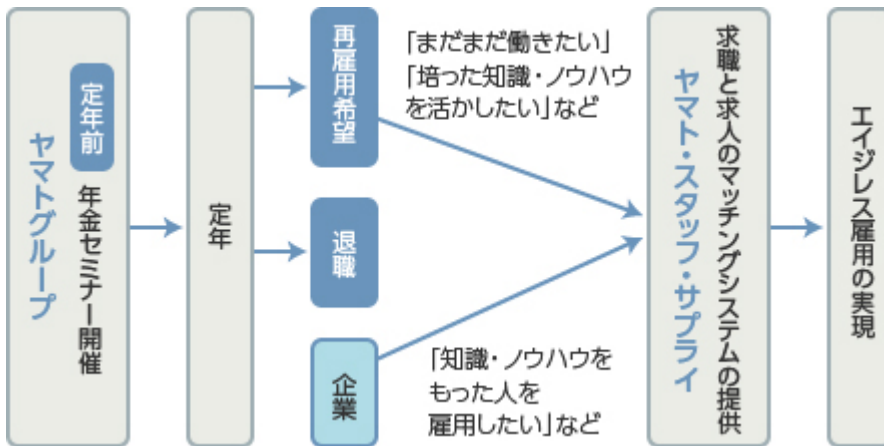 ヤマトグループ
定年前
年金セミナー開催
定年
再雇用希望
「まだまだ働きたい」
「培った知識・ノウハウ
を活かしたい」など
退職
企業
「知識・ノウハウを
もった人を
雇用したい」など
求職と求人のマッチングシステムの提供
ヤマト・スタッフ・サプライ
エイジレス雇用の実現